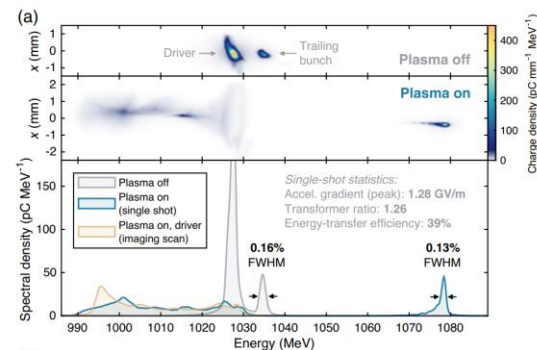 (a)
x (mm)
1
0
-1
Driver
Trailing
bunch
Plasma off
x (mm)
2
1
0
-1
-2
Plasma on
Charge density (pC mm⁻¹ MeV⁻¹)
400
300
200
100
0
Spectral density (pC MeV⁻¹)
150
100
50
0
Plasma off
Plasma on
(single shot)
Plasma on, driver
(imaging scan)
Single-shot statistics:
Accel. gradient (peak): 1.28 GV/m
Transformer ratio: 1.26
Energy-transfer efficiency: 39%
0.16%
FWHM
0.13%
FWHM
990 1000 1010 1020 1030 1040 1050 1060 1070 1080
Energy (MeV)